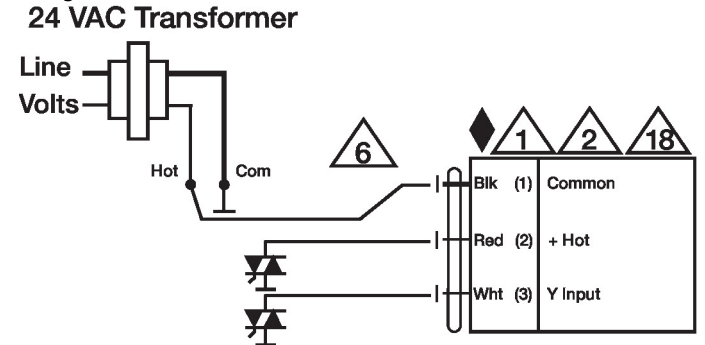 24 VAC Transformer
Line
Volts
Hot
Com
6
1
2
18
Blk (1) Common
Red (2) + Hot
Wht (3) Y Input